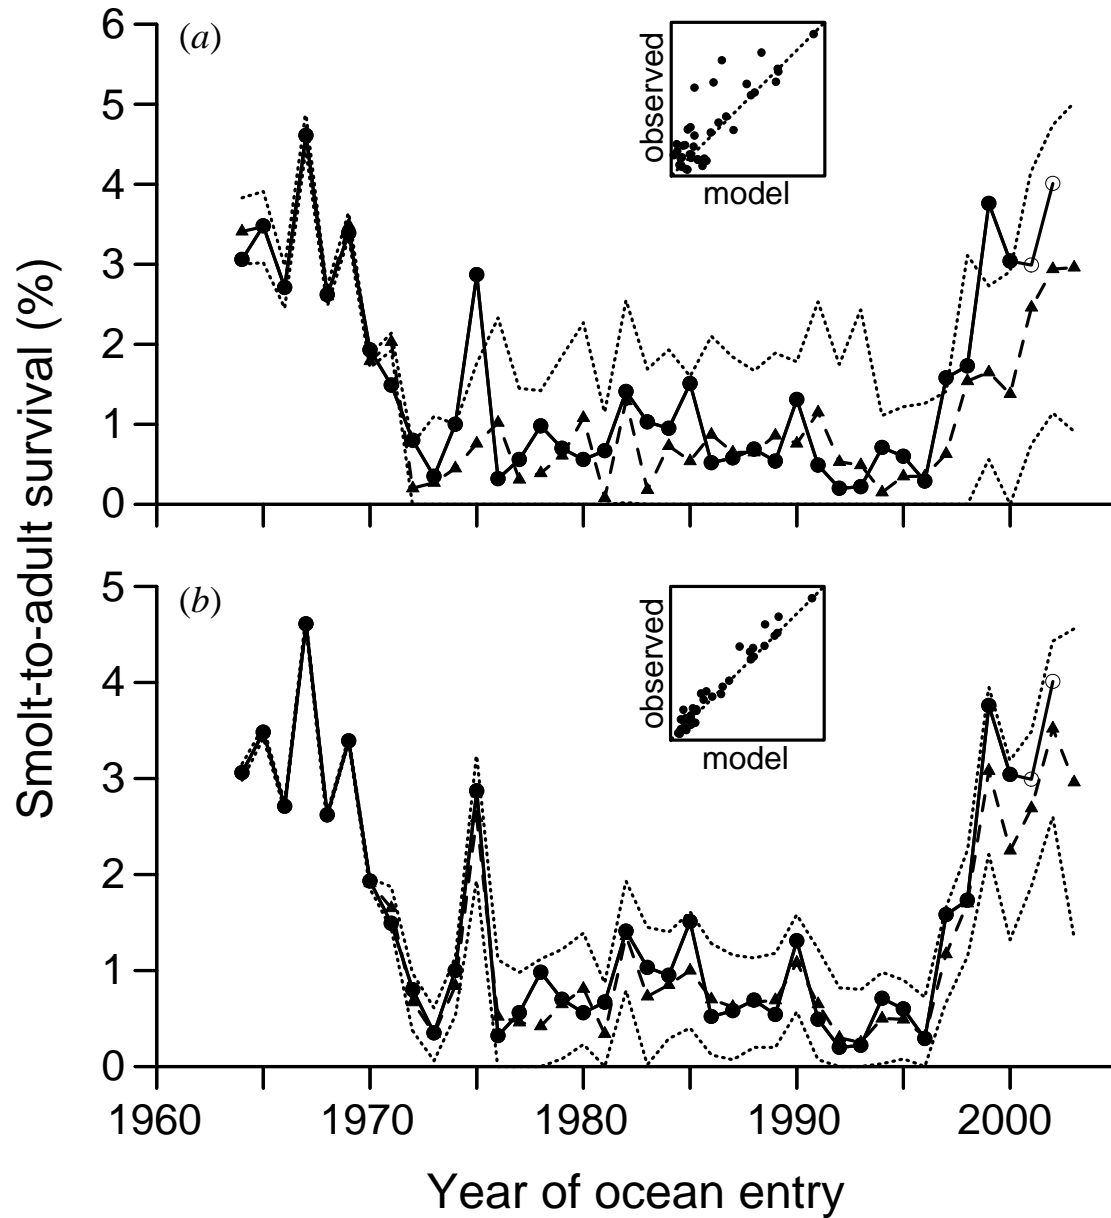 Smolt-to-adult survival (%)
(a)
6
5
4
3
2
1
0
observed
model
(b)
5
4
3
2
1
0
observed
model
1960 1970 1980 1990 2000
Year of ocean entry